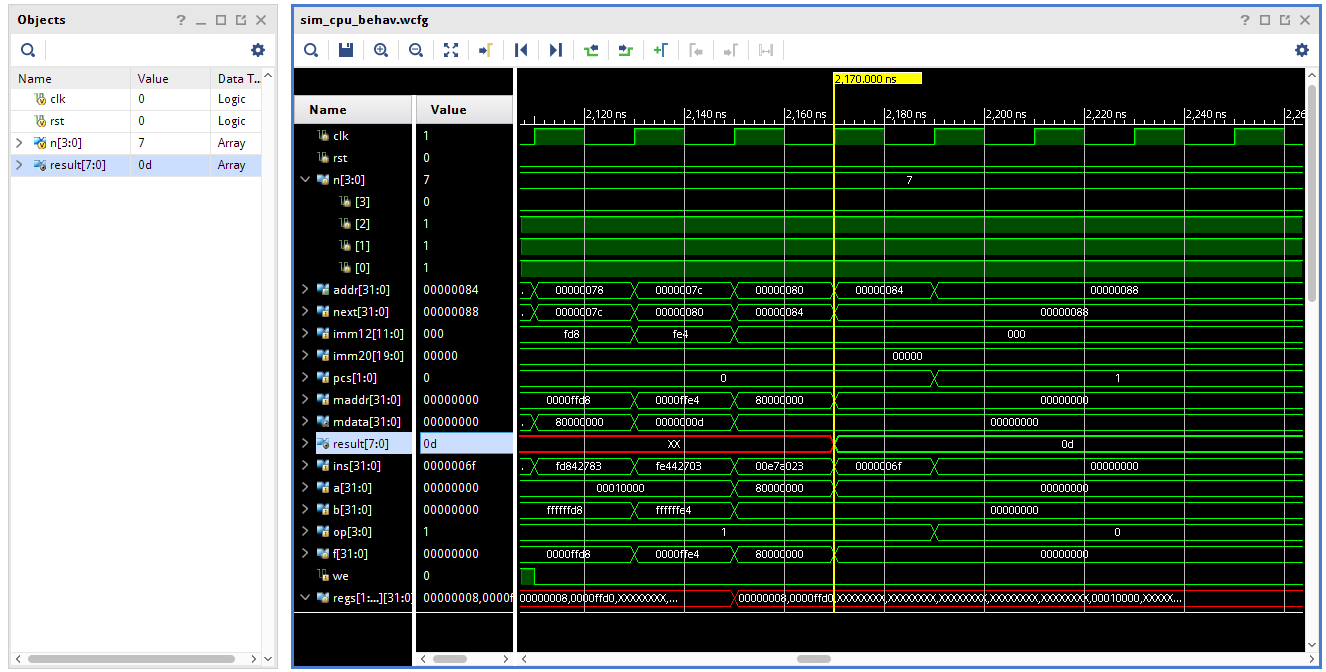 Objects
Name Value Data T...
clk 0 Logic
rst 0 Logic
n[3:0] 7 Array
result[7:0] 0d Array
sim_cpu_behav.wcfg
2,170.000 ns
Name Value
2,120 ns 2,140 ns 2,160 ns 2,180 ns 2,200 ns 2,220 ns 2,240 ns 2,26
clk 1
rst 0
n[3:0] 7 7
[3] 0
[2] 1
[1] 1
[0] 1
addr[31:0] 00000084 . 00000078 0000007c 00000080 00000084 00000088
next[31:0] 00000088 . 0000007c 00000080 00000084 00000088
imm12[11:0] 000 fd8 fe4 000
imm20[19:0] 00000 00000
pcs[1:0] 0 0 1
maddr[31:0] 00000000 0000ffd8 0000ffe4 80000000 00000000
mdata[31:0] 00000000 . 80000000 0000000d 00000000
result[7:0] 0d XX 0d
ins[31:0] 0000006f . fd842783 fe442703 00e7a023 0000006f 00000000
a[31:0] 00000000 00010000 80000000 00000000
b[31:0] 00000000 ffffffd8 ffffffe4 00000000
op[3:0] 1 1 0
f[31:0] 00000000 0000ffd8 0000ffe4 80000000 00000000
we 0
regs[1:...][31:0] 00000008,0000f 00000008,0000ffd0,XXXXXXXX,... 00000008,0000ffd0,XXXXXXXX,XXXXXXXX,XXXXXXXX,XXXXXXXX,XXXXXXXX,00010000,XXXXX...